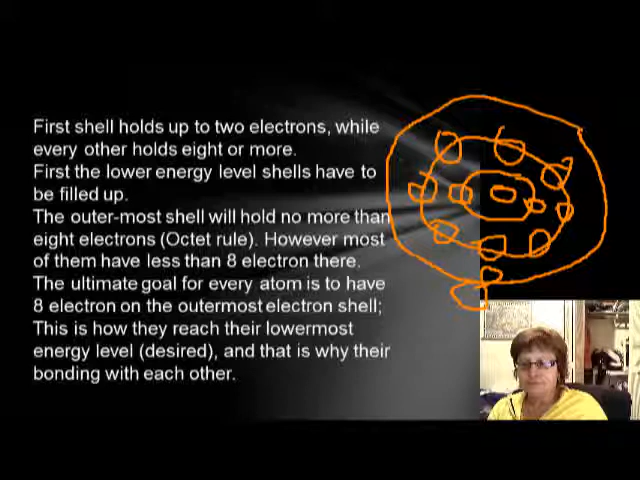 First shell holds up to two electrons, while
every other holds eight or more.
First the lower energy level shells have to
be filled up.
The outer-most shell will hold no more than
eight electrons (Octet rule). However most
of them have less than 8 electron there.
The ultimate goal for every atom is to have
8 electron on the outermost electron shell;
This is how they reach their lowermost
energy level (desired), and that is why their
bonding with each other.